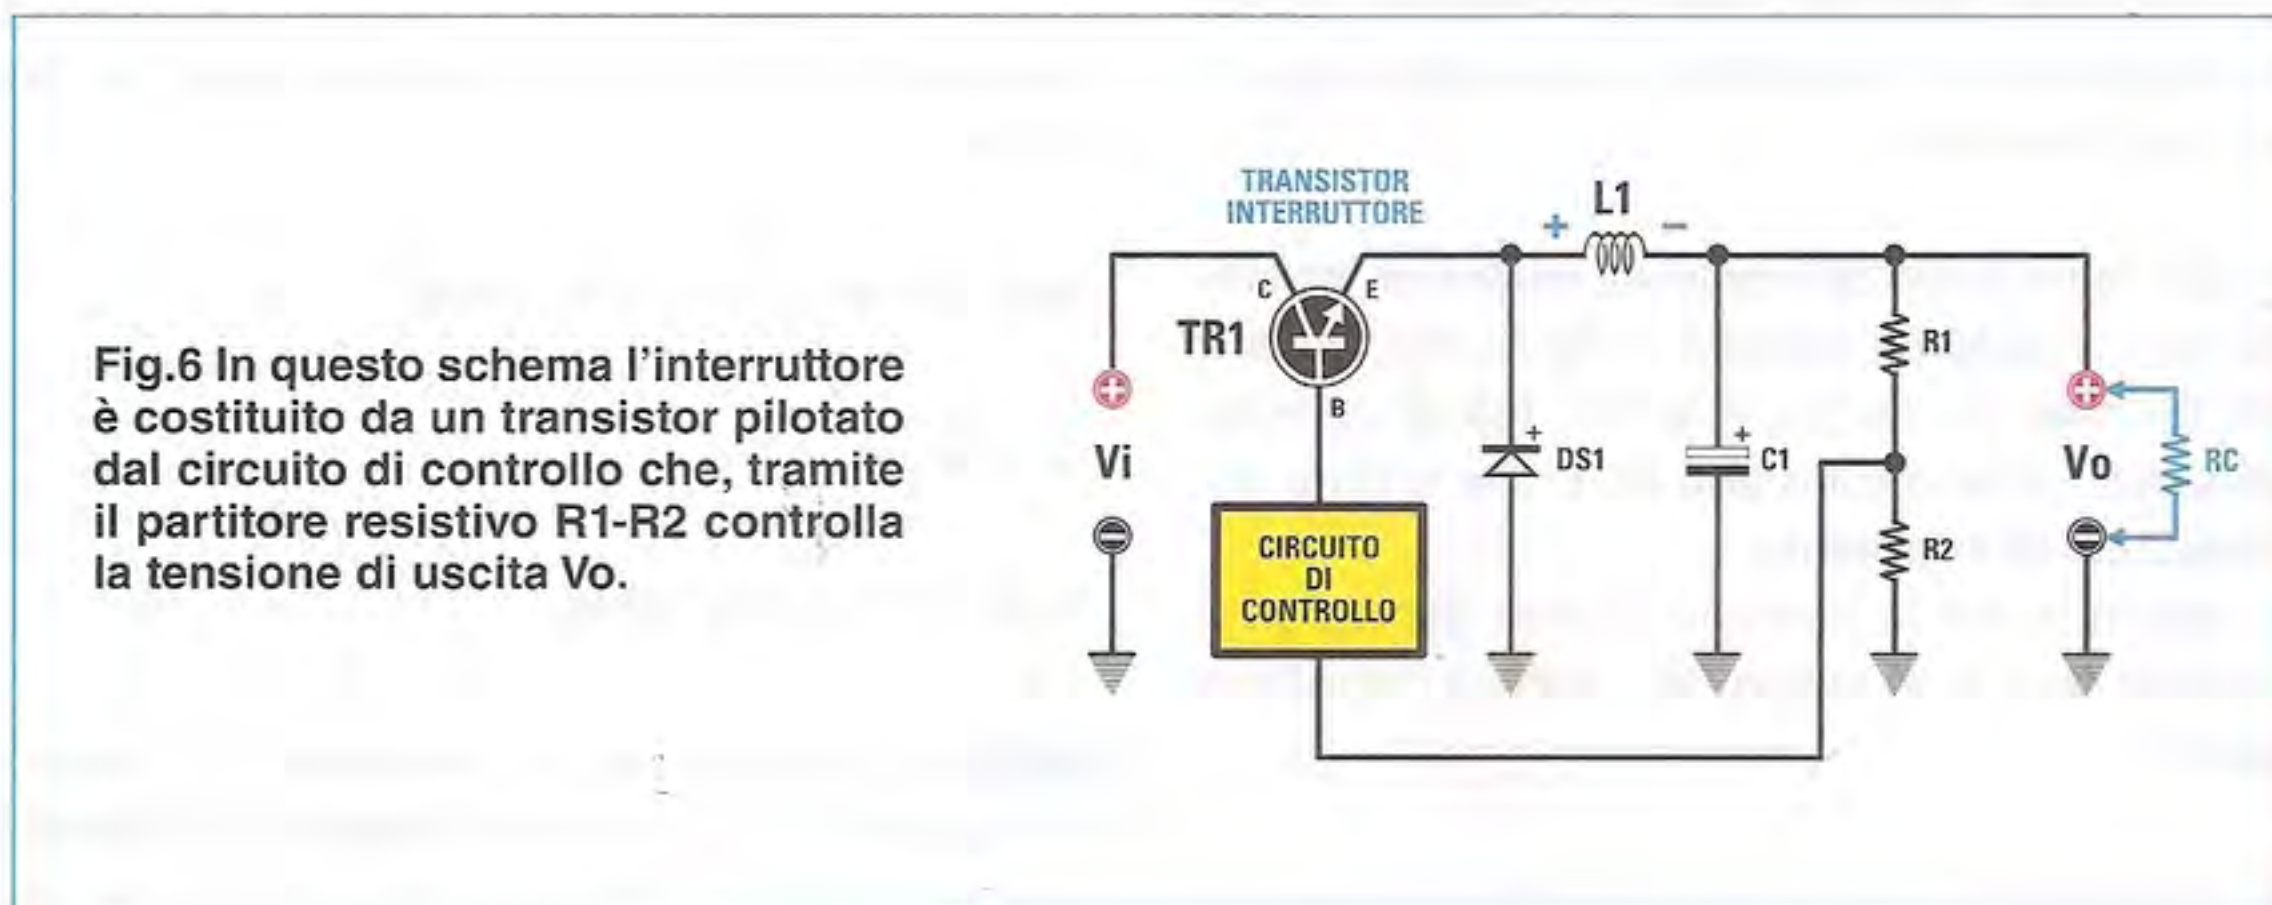 Fig.6 In questo schema l'interruttore
è costituito da un transistor pilotato
dal circuito di controllo che, tramite
il partitore resistivo R1-R2 controlla
la tensione di uscita Vo.
TRANSISTOR
INTERRUTTORE
L1
+ −
C E
TR1
B
Vi
+
DS1
+
C1
R1
R2
Vo
RC
CIRCUITO
DI
CONTROLLO